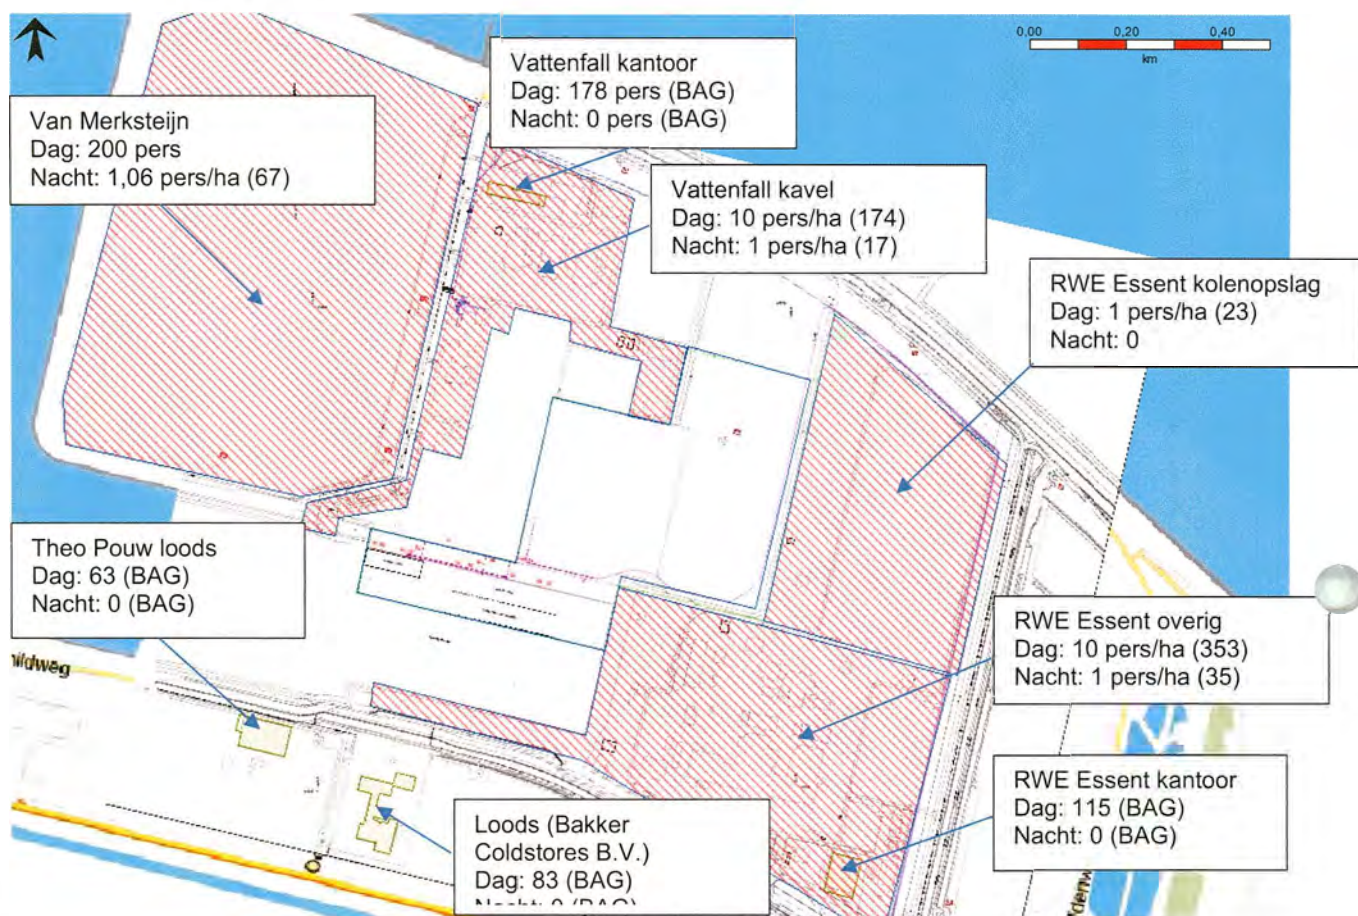 0,00 0,20 0,40
km
Vattenfall kantoor
Dag: 178 pers (BAG)
Nacht: 0 pers (BAG)
Van Merksteijn
Dag: 200 pers
Nacht: 1,06 pers/ha (67)
Vattenfall kavel
Dag: 10 pers/ha (174)
Nacht: 1 pers/ha (17)
RWE Essent kolenopslag
Dag: 1 pers/ha (23)
Nacht: 0
Theo Pouw loods
Dag: 63 (BAG)
Nacht: 0 (BAG)
RWE Essent overig
Dag: 10 pers/ha (353)
Nacht: 1 pers/ha (35)
nildweg
RWE Essent kantoor
Dag: 115 (BAG)
Nacht: 0 (BAG)
Loods (Bakker
Coldstores B.V.)
Dag: 83 (BAG)
Nacht: 0 (BAG)